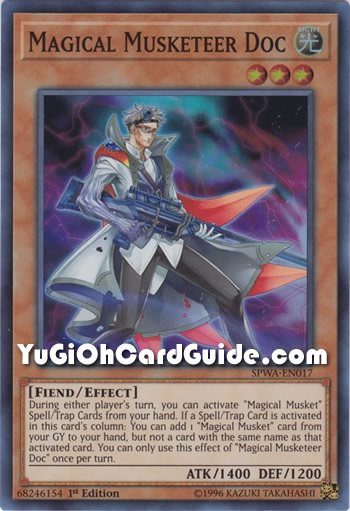 MAGICAL MUSKETEER DOC
LIGHT
光
YuGiOhCardGuide.com
SPWA-EN017
[FIEND/EFFECT]
During either player's turn, you can activate "Magical Musket"
Spell/Trap Cards from your hand. If a Spell/Trap Card is activated
in this card's column: You can add 1 "Magical Musket" card from
your GY to your hand, but not a card with the same name as that
activated card. You can only use this effect of "Magical Musketeer
Doc" once per turn.
ATK/1400 DEF/1200
68246154 1st Edition ©1996 KAZUKI TAKAHASHI